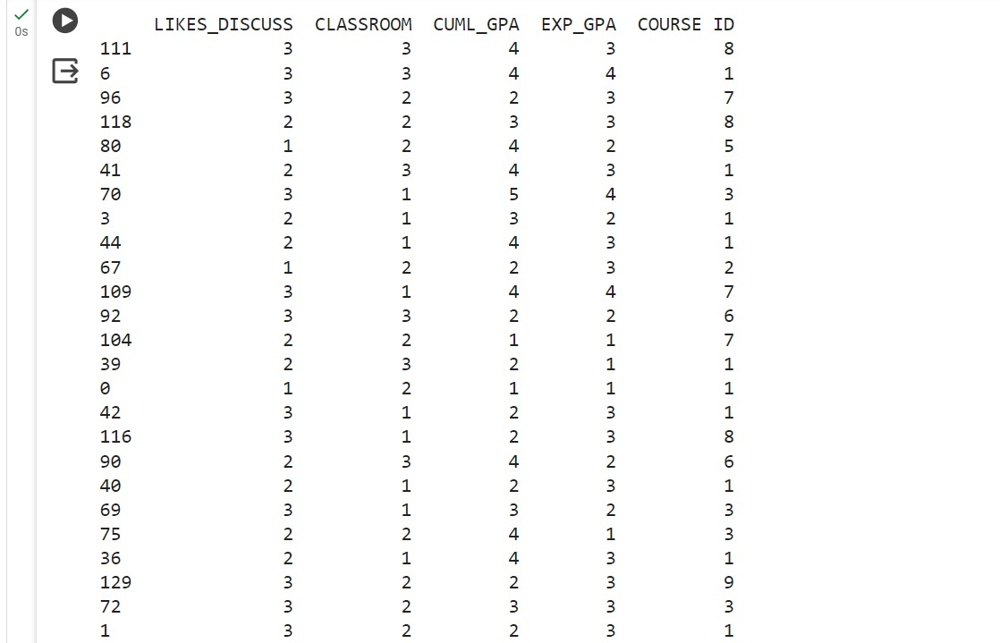 LIKES_DISCUSS CLASSROOM CUML_GPA EXP_GPA COURSE ID
111 3 3 4 3 8
6 3 3 4 4 1
96 3 2 2 3 7
118 2 2 3 3 8
80 1 2 4 2 5
41 2 3 4 3 1
70 3 1 5 4 3
3 2 1 3 2 1
44 2 1 4 3 1
67 1 2 2 3 2
109 3 1 4 4 7
92 3 3 2 2 6
104 2 2 1 1 7
39 2 3 2 1 1
0 1 2 1 1 1
42 3 1 2 3 1
116 3 1 2 3 8
90 2 3 4 2 6
40 2 1 2 3 1
69 3 1 3 2 3
75 2 2 4 1 3
36 2 1 4 3 1
129 3 2 2 3 9
72 3 2 3 3 3
1 3 2 2 3 1
0s